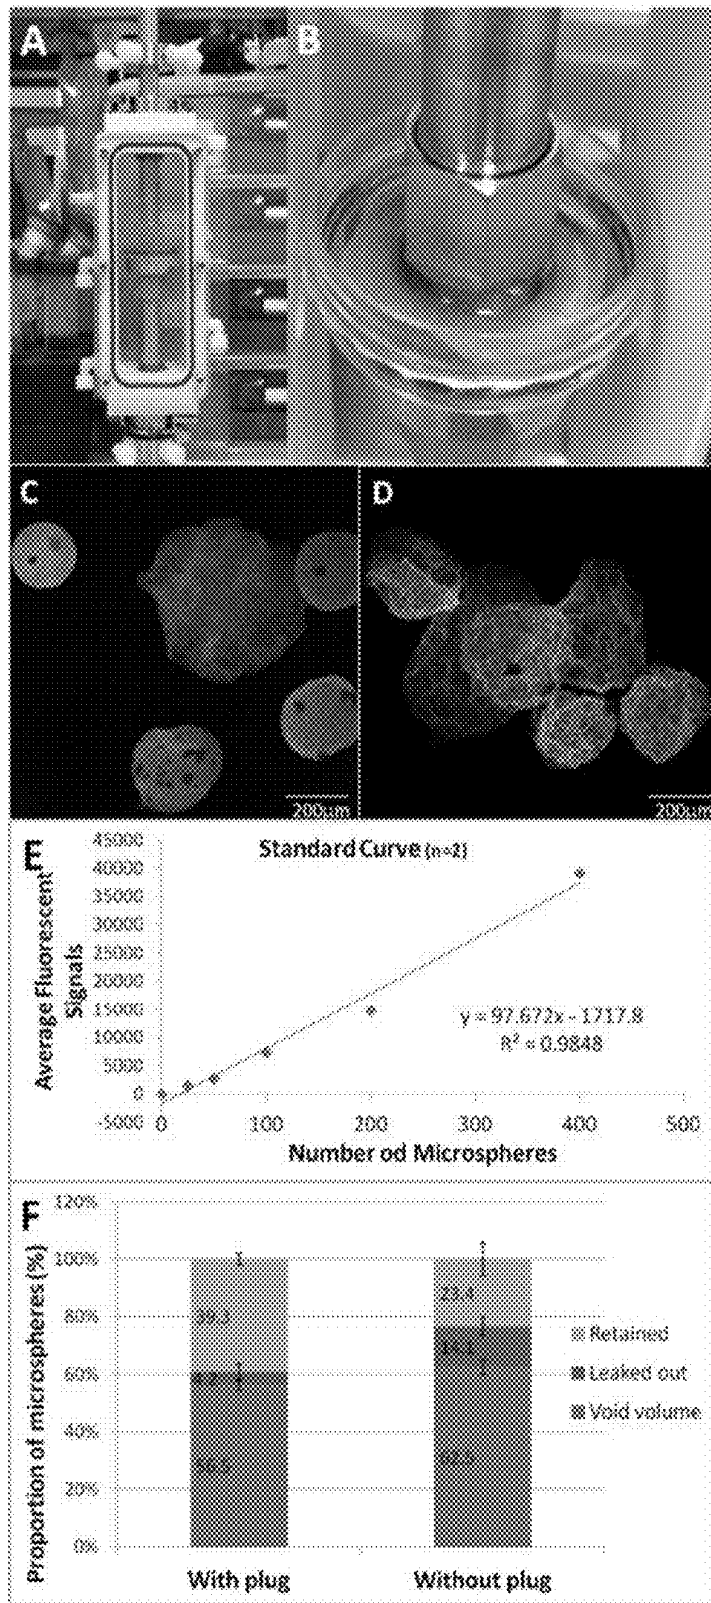 A
B
C
D
200μm
200μm
E
Standard Curve (n=2)
Average Fluorescent
Signals
45000
40000
35000
30000
25000
20000
15000
10000
5000
0
-5000
y = 97.672x - 1717.8
R² = 0.9848
0
100
200
300
400
500
Number od Microspheres
F
Proportion of microspheres (%)
120%
100%
80%
60%
40%
20%
0%
39.3
23.4
Retained
Leaked out
Void volume
With plug
Without plug